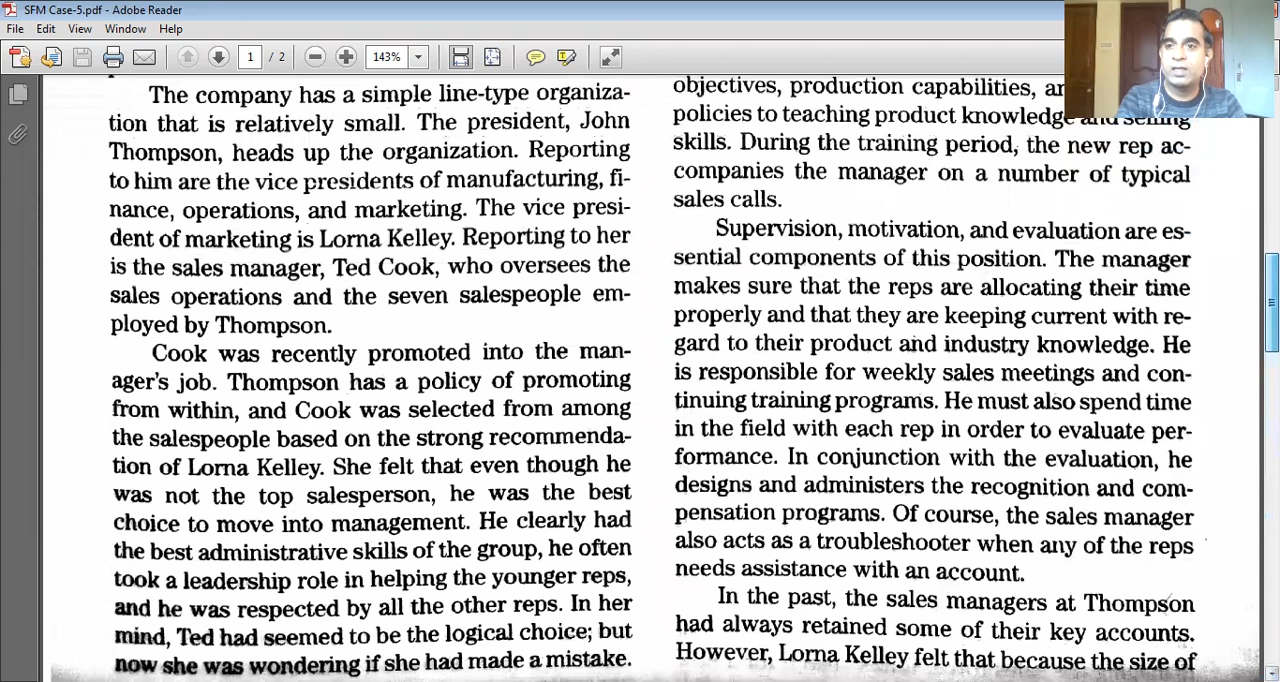 SFM Case-5.pdf - Adobe Reader
File Edit View Window Help
1 / 2 143%
The company has a simple line-type organiza-
tion that is relatively small. The president, John
Thompson, heads up the organization. Reporting
to him are the vice presidents of manufacturing, fi-
nance, operations, and marketing. The vice presi-
dent of marketing is Lorna Kelley. Reporting to her
is the sales manager, Ted Cook, who oversees the
sales operations and the seven salespeople em-
ployed by Thompson.
Cook was recently promoted into the man-
ager's job. Thompson has a policy of promoting
from within, and Cook was selected from among
the salespeople based on the strong recommenda-
tion of Lorna Kelley. She felt that even though he
was not the top salesperson, he was the best
choice to move into management. He clearly had
the best administrative skills of the group, he often
took a leadership role in helping the younger reps,
and he was respected by all the other reps. In her
mind, Ted had seemed to be the logical choice; but
now she was wondering if she had made a mistake.
objectives, production capabilities,
policies to teaching product knowledge and selling
skills. During the training period, the new rep ac-
companies the manager on a number of typical
sales calls.
Supervision, motivation, and evaluation are es-
sential components of this position. The manager
makes sure that the reps are allocating their time
properly and that they are keeping current with re-
gard to their product and industry knowledge. He
is responsible for weekly sales meetings and con-
tinuing training programs. He must also spend time
in the field with each rep in order to evaluate per-
formance. In conjunction with the evaluation, he
designs and administers the recognition and com-
pensation programs. Of course, the sales manager
also acts as a troubleshooter when any of the reps
needs assistance with an account.
In the past, the sales managers at Thompson
had always retained some of their key accounts.
However, Lorna Kelley felt that because the size of